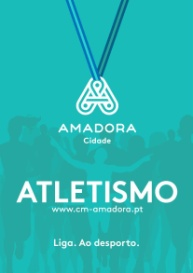 AMADORA
Cidade
ATLETISMO
www.cm-amadora.pt
Liga. Ao desporto.